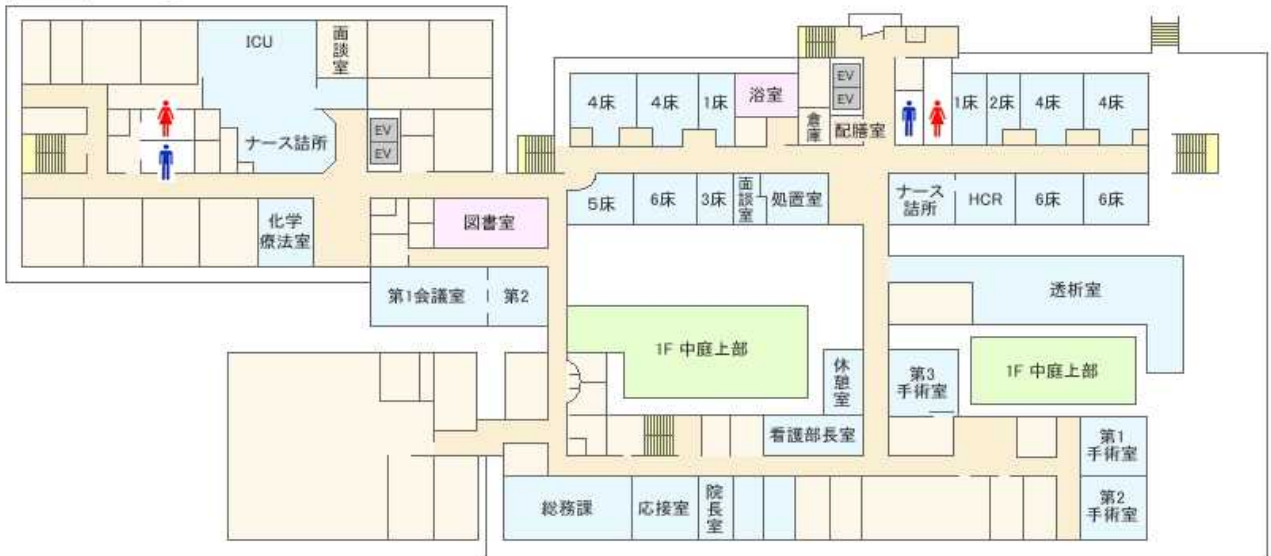 ICU
面談室
EV
EV
ナース詰所
化学
療法室
図書室
第1会議室
第2
4床
4床
1床
浴室
倉庫
EV
EV
配膳室
1床
2床
4床
4床
5床
6床
3床
面談室
処置室
ナース
詰所
HCR
6床
6床
透析室
1F 中庭上部
休憩室
第3
手術室
1F 中庭上部
看護部長室
第1
手術室
総務課
応接室
院長室
第2
手術室